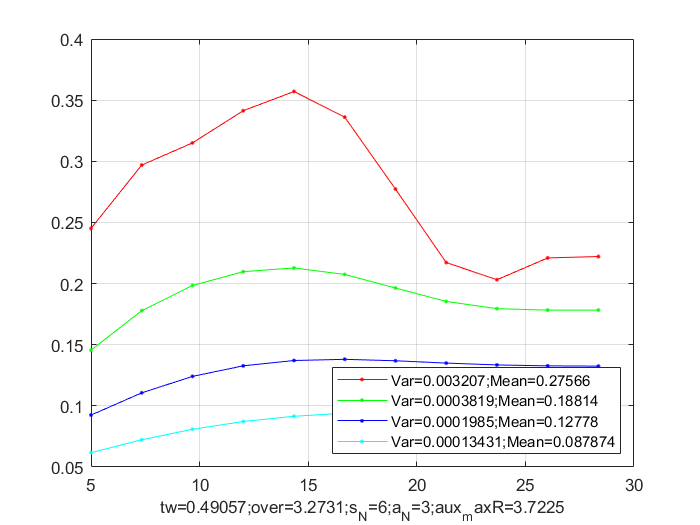 0.4
0.35
0.3
0.25
0.2
0.15
0.1
0.05
Var=0.003207;Mean=0.27566
Var=0.0003819;Mean=0.18814
Var=0.0001985;Mean=0.12778
Var=0.00013431;Mean=0.087874
5 10 15 20 25 30
tw=0.49057;over=3.2731;s_N=6;a_N=3;aux_maxR=3.7225